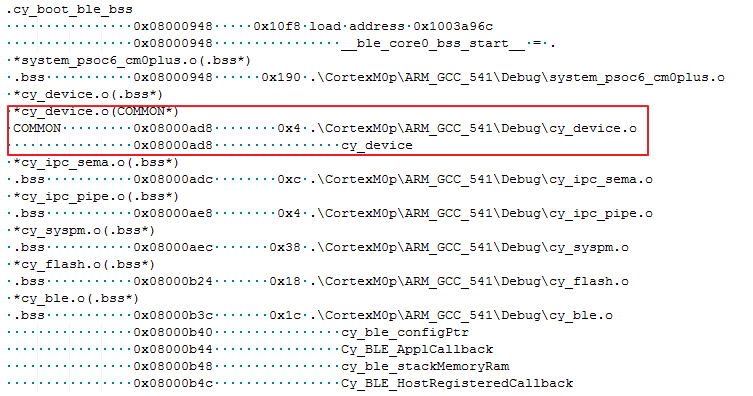 .cy_boot_ble_bss
0x08000948 0x10f8 load address 0x1003a96c
0x08000948 __ble_core0_bss_start__ = .
*system_psoc6_cm0plus.o(.bss*)
.bss 0x08000948 0x190 .\CortexM0p\ARM_GCC_541\Debug\system_psoc6_cm0plus.o
*cy_device.o(.bss*)
*cy_device.o(COMMON*)
COMMON 0x08000ad8 0x4 .\CortexM0p\ARM_GCC_541\Debug\cy_device.o
0x08000ad8 cy_device
*cy_ipc_sema.o(.bss*)
.bss 0x08000adc 0xc .\CortexM0p\ARM_GCC_541\Debug\cy_ipc_sema.o
*cy_ipc_pipe.o(.bss*)
.bss 0x08000ae8 0x4 .\CortexM0p\ARM_GCC_541\Debug\cy_ipc_pipe.o
*cy_syspm.o(.bss*)
.bss 0x08000aec 0x38 .\CortexM0p\ARM_GCC_541\Debug\cy_syspm.o
*cy_flash.o(.bss*)
.bss 0x08000b24 0x18 .\CortexM0p\ARM_GCC_541\Debug\cy_flash.o
*cy_ble.o(.bss*)
.bss 0x08000b3c 0x1c .\CortexM0p\ARM_GCC_541\Debug\cy_ble.o
0x08000b40 cy_ble_configPtr
0x08000b44 Cy_BLE_ApplCallback
0x08000b48 cy_ble_stackMemoryRam
0x08000b4c Cy_BLE_HostRegisteredCallback